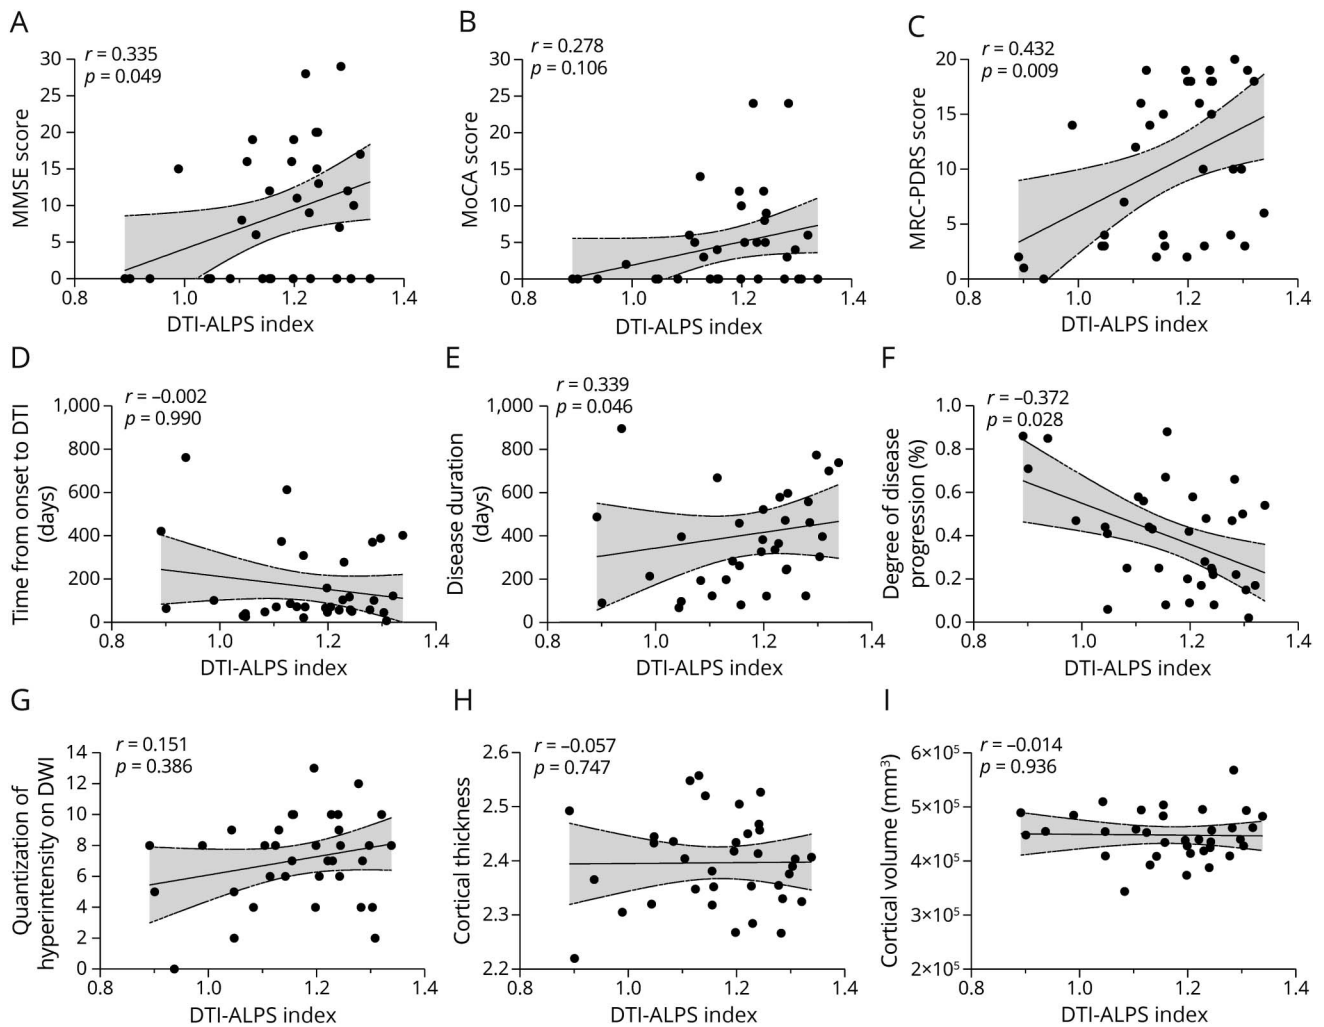 A
r = 0.335
p = 0.049
MMSE score
30
25
20
15
10
5
0
0.8 1.0 1.2 1.4
DTI-ALPS index
B
r = 0.278
p = 0.106
MoCA score
30
25
20
15
10
5
0
0.8 1.0 1.2 1.4
DTI-ALPS index
C
r = 0.432
p = 0.009
MRC-PDRS score
20
15
10
5
0
0.8 1.0 1.2 1.4
DTI-ALPS index
D
r = –0.002
p = 0.990
Time from onset to DTI
(days)
1,000
800
600
400
200
0
0.8 1.0 1.2 1.4
DTI-ALPS index
E
r = 0.339
p = 0.046
Disease duration
(days)
1,000
800
600
400
200
0
0.8 1.0 1.2 1.4
DTI-ALPS index
F
r = –0.372
p = 0.028
Degree of disease
progression (%)
1.0
0.8
0.6
0.4
0.2
0.0
0.8 1.0 1.2 1.4
DTI-ALPS index
G
r = 0.151
p = 0.386
Quantization of
hyperintensity on DWI
14
12
10
8
6
4
2
0
0.8 1.0 1.2 1.4
DTI-ALPS index
H
r = –0.057
p = 0.747
Cortical thickness
2.6
2.5
2.4
2.3
2.2
0.8 1.0 1.2 1.4
DTI-ALPS index
I
r = –0.014
p = 0.936
Cortical volume (mm³)
6×10⁵
5×10⁵
4×10⁵
3×10⁵
2×10⁵
0.8 1.0 1.2 1.4
DTI-ALPS index